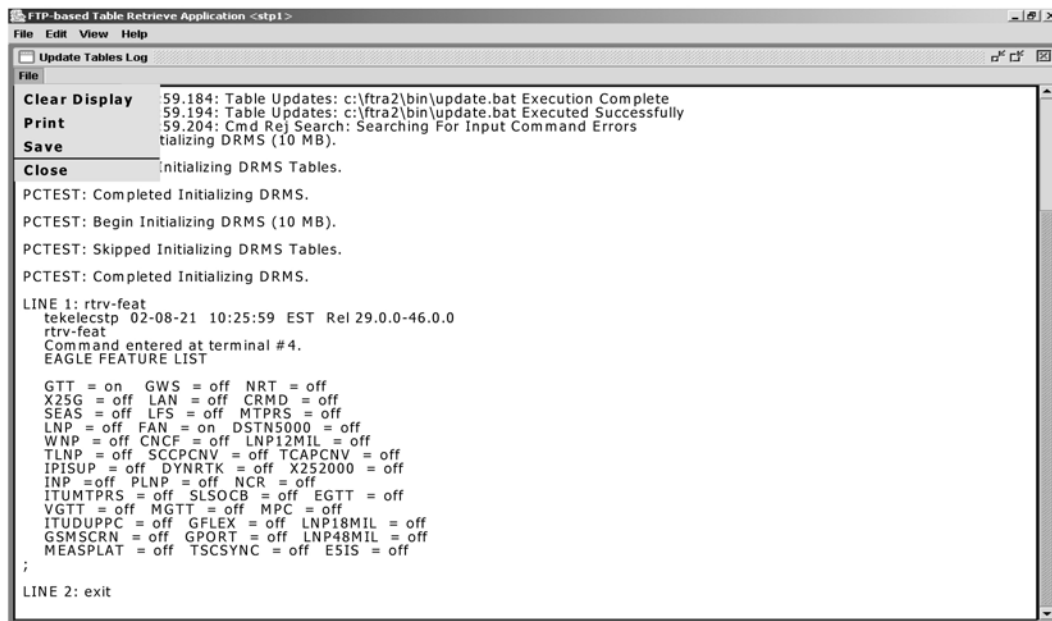 FTP-based Table Retrieve Application <stp1>
File Edit View Help
Update Tables Log
File
Clear Display
Print
Save
Close
:59.184: Table Updates: c:\ftra2\bin\update.bat Execution Complete
:59.194: Table Updates: c:\ftra2\bin\update.bat Executed Successfully
:59.204: Cmd Rej Search: Searching For Input Command Errors
tializing DRMS (10 MB).
Initializing DRMS Tables.
PCTEST: Completed Initializing DRMS.
PCTEST: Begin Initializing DRMS (10 MB).
PCTEST: Skipped Initializing DRMS Tables.
PCTEST: Completed Initializing DRMS.
LINE 1: rtrv-feat
tekelecstp 02-08-21 10:25:59 EST Rel 29.0.0-46.0.0
rtrv-feat
Command entered at terminal #4.
EAGLE FEATURE LIST
GTT = on GWS = off NRT = off
X25G = off LAN = off CRMD = off
SEAS = off LFS = off MTPRS = off
LNP = off FAN = on DSTN5000 = off
WNP = off CNCF = off LNP12MIL = off
TLNP = off SCCPCNV = off TCAPCNV = off
IPISUP = off DYNRTK = off X252000 = off
INP =off PLNP = off NCR = off
ITUMTPRS = off SLSOCB = off EGTT = off
VGTT = off MGTT = off MPC = off
ITUDUPPC = off GFLEX = off LNP18MIL = off
GSMSCRN = off GPORT = off LNP48MIL = off
MEASPLAT = off TSCSYNC = off E5IS = off
;
LINE 2: exit